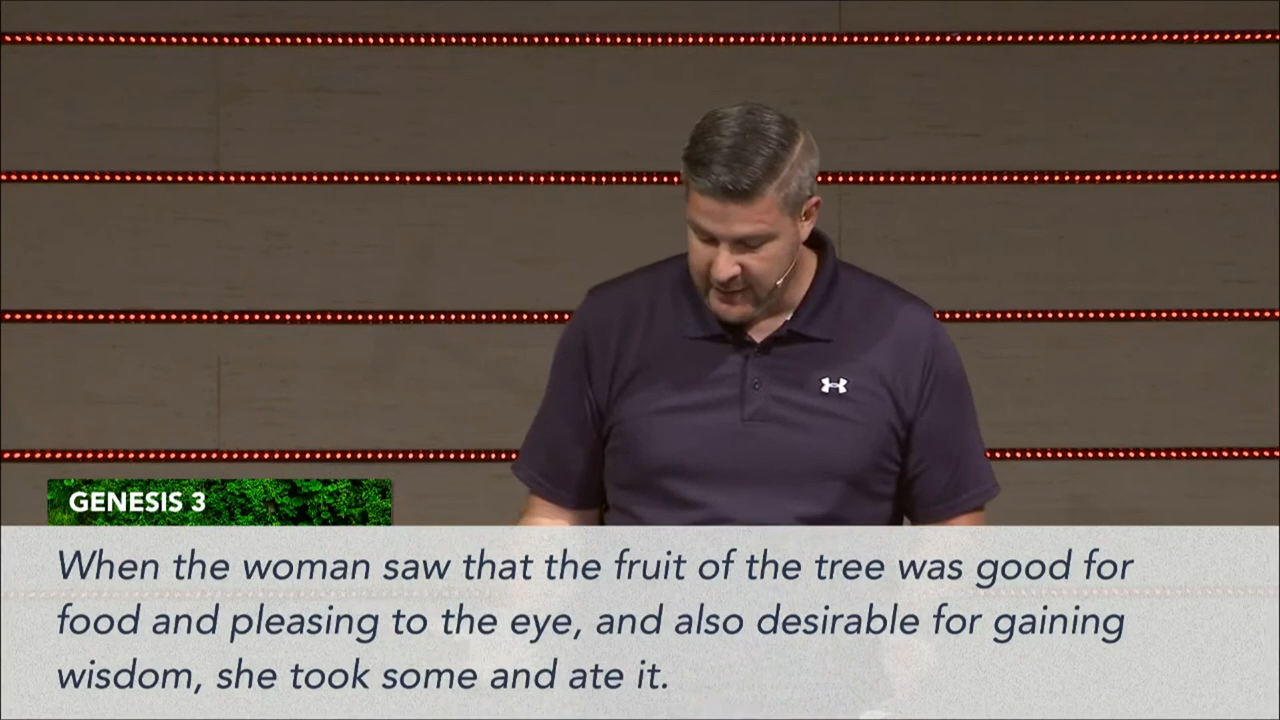 GENESIS 3
When the woman saw that the fruit of the tree was good for
food and pleasing to the eye, and also desirable for gaining
wisdom, she took some and ate it.